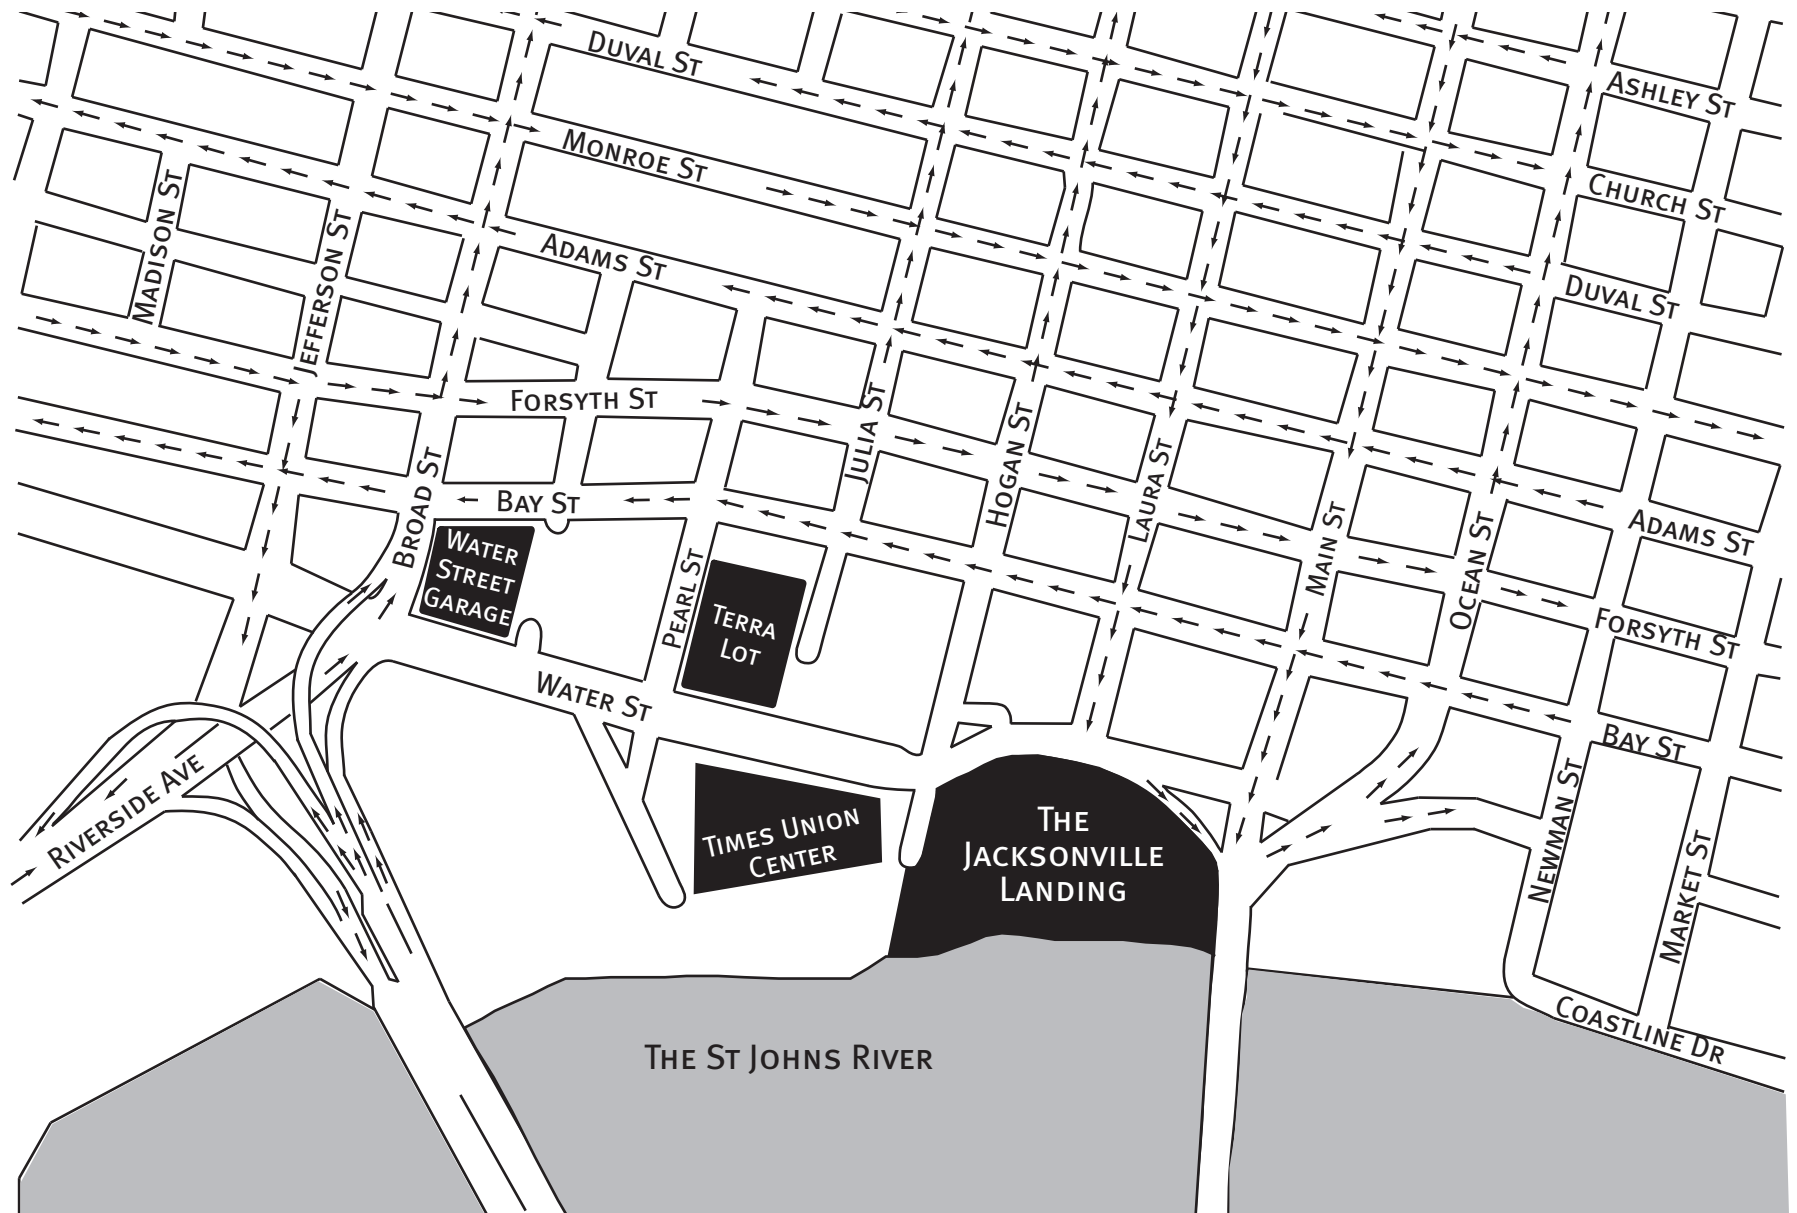 DUVAL ST
ASHLEY ST
MONROE ST
CHURCH ST
MADISON ST
JEFFERSON ST
ADAMS ST
DUVAL ST
FORSYTH ST
JULIA ST
HOGAN ST
LAURA ST
BROAD ST
BAY ST
MAIN ST
OCEAN ST
ADAMS ST
WATER
STREET
GARAGE
PEARL ST
TERRA
LOT
FORSYTH ST
WATER ST
BAY ST
RIVERSIDE AVE
TIMES UNION
CENTER
THE
JACKSONVILLE
LANDING
NEWMAN ST
MARKET ST
COASTLINE DR
THE ST JOHNS RIVER